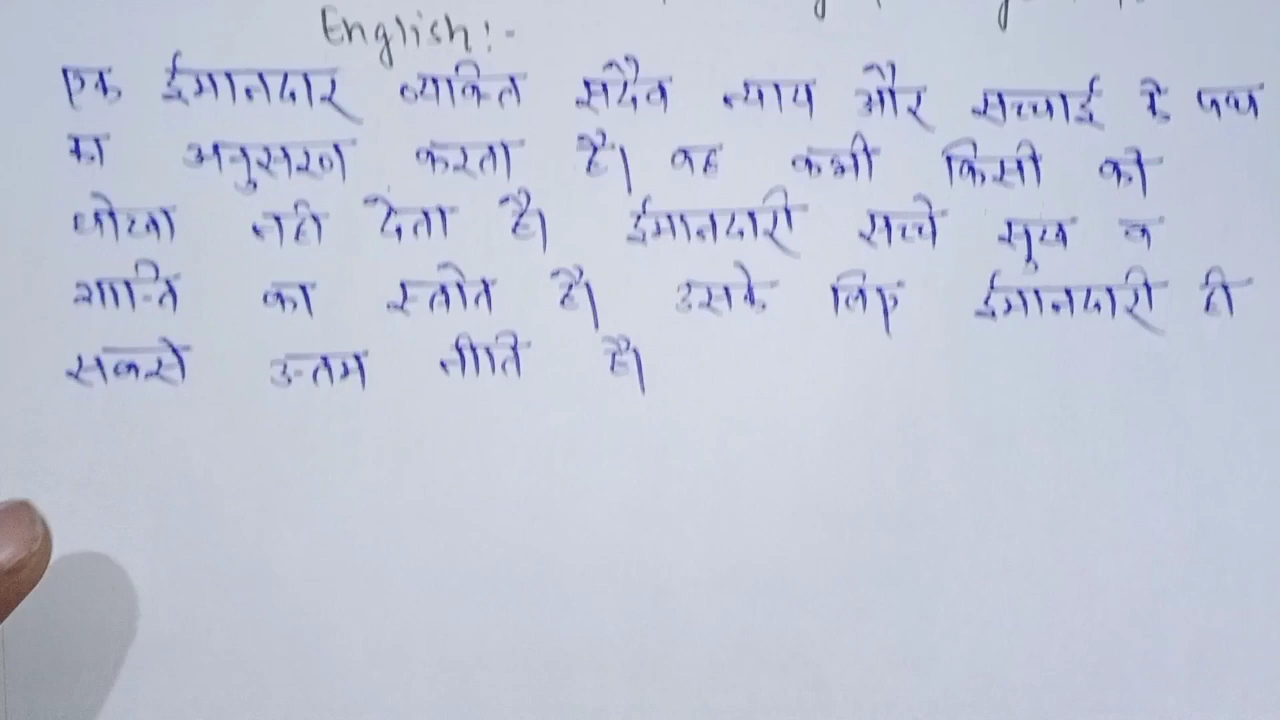 English:-
एक ईमानदार व्यक्ति सदैव न्याय और सच्चाई के पथ
का अनुसरण करता है। वह कभी किसी को
धोखा नही देता है। ईमानदारी सच्चे सुख व
शान्ति का स्तोत है। उसके लिए ईमानदारी ही
सबसे उत्तम नीति है।